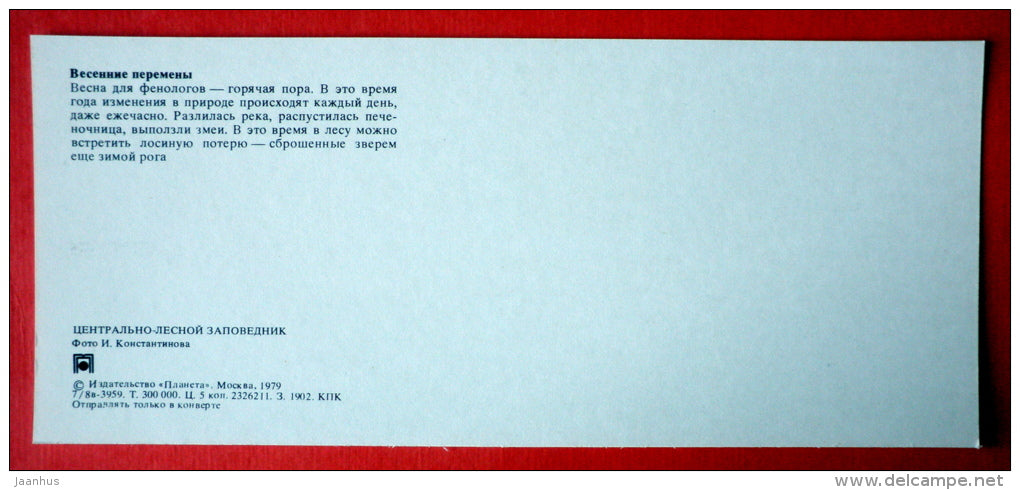 Весенние перемены
Весна для фенологов — горячая пора. В это время
года изменения в природе происходят каждый день,
даже ежечасно. Разлилась река, распустилась пече-
ночница, выползли змеи. В это время в лесу можно
встретить лосиную потерю — сброшенные зверем
еще зимой рога
ЦЕНТРАЛЬНО-ЛЕСНОЙ ЗАПОВЕДНИК
Фото И. Константинова
© Издательство «Планета». Москва, 1979
7/8в-3959. Т. 300 000. Ц. 5 коп. 2326211. З. 1902. КПК
Отправлять только в конверте
jaanhus
©delcampe.net